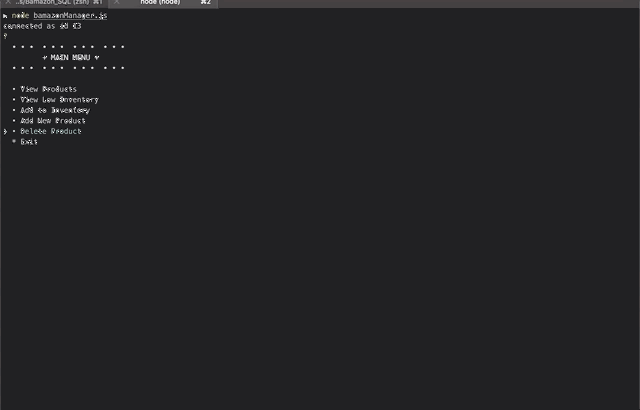 ..s/Bamazon_SQL (zsh) ⌘1 node (node) ⌘2
node bamazonManager.js
connected as id 63
?
• • • • • • • • • • • •
MAIN MENU
• • • • • • • • • • • •
• View Products
• View Low Inventory
• Add to Inventory
• Add New Product
❯ • Delete Product
* Exit